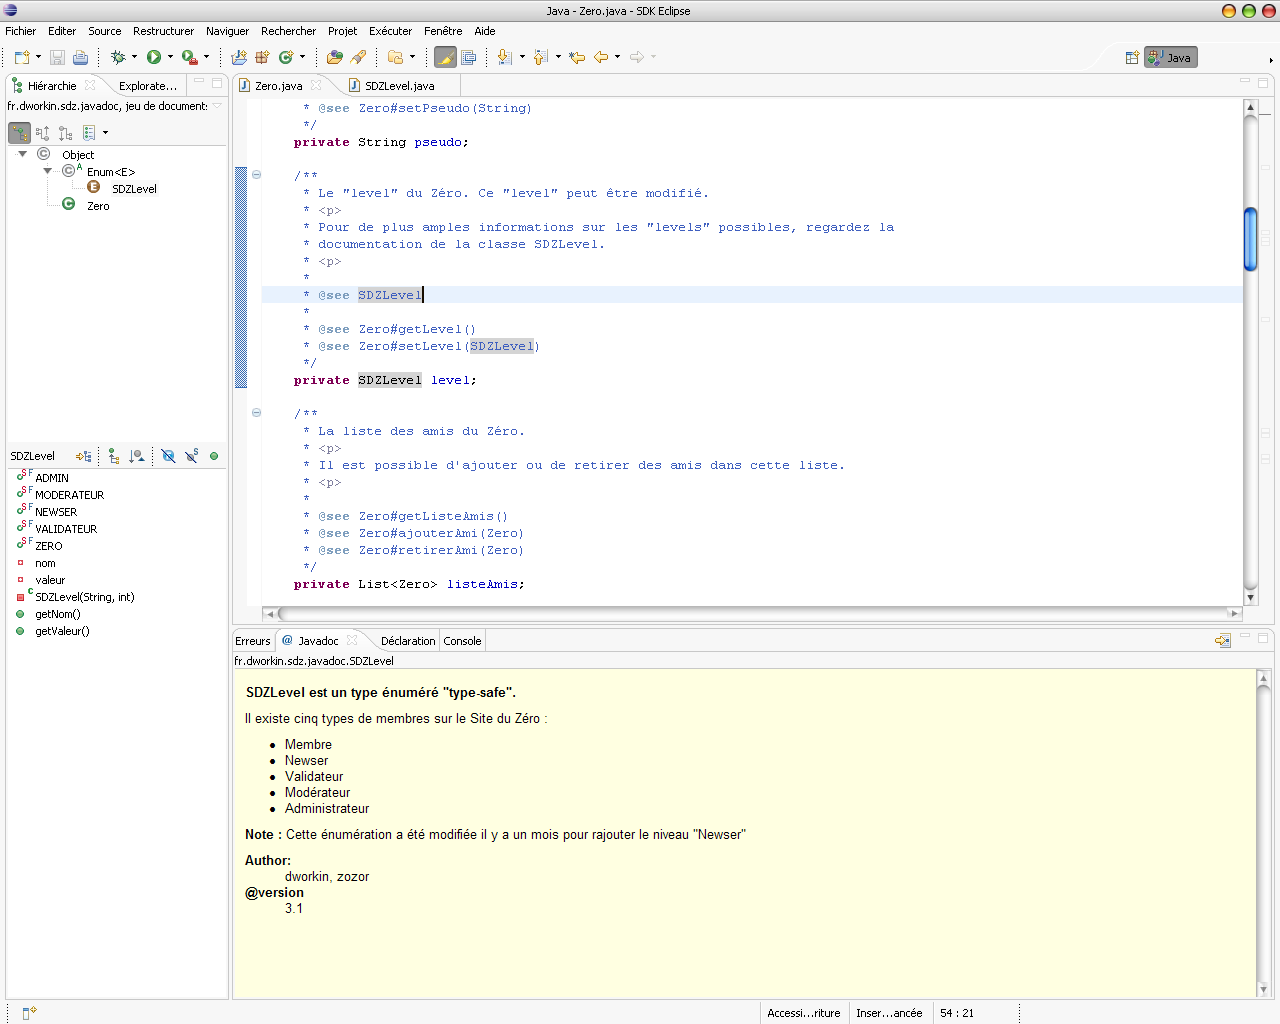 Java - Zero.java - SDK Eclipse
Fichier Editer Source Restructurer Naviguer Rechercher Projet Exécuter Fenêtre Aide
Java
Hiérarchie Explorate...
fr.dworkin.sdz.javadoc, jeu de document:
Object
Enum<E>
SDZLevel
Zero
SDZLevel
ADMIN
MODERATEUR
NEWSER
VALIDATEUR
ZERO
nom
valeur
SDZLevel(String, int)
getNom()
getValeur()
Zero.java SDZLevel.java
* @see Zero#setPseudo(String)
*/
private String pseudo;
/**
* Le "level" du Zéro. Ce "level" peut être modifié.
* <p>
* Pour de plus amples informations sur les "levels" possibles, regardez la
* documentation de la classe SDZLevel.
* <p>
*
* @see SDZLevel
*
* @see Zero#getLevel()
* @see Zero#setLevel(SDZLevel)
*/
private SDZLevel level;
/**
* La liste des amis du Zéro.
* <p>
* Il est possible d'ajouter ou de retirer des amis dans cette liste.
* <p>
*
* @see Zero#getListeAmis()
* @see Zero#ajouterAmi(Zero)
* @see Zero#retirerAmi(Zero)
*/
private List<Zero> listeAmis;
Erreurs @ Javadoc Déclaration Console
fr.dworkin.sdz.javadoc.SDZLevel
SDZLevel est un type énuméré "type-safe".
Il existe cinq types de membres sur le Site du Zéro :
• Membre
• Newser
• Validateur
• Modérateur
• Administrateur
Note : Cette énumération a été modifiée il y a un mois pour rajouter le niveau "Newser"
Author:
dworkin, zozor
@version
3.1
Accessi...riture Inser...ancée 54 : 21